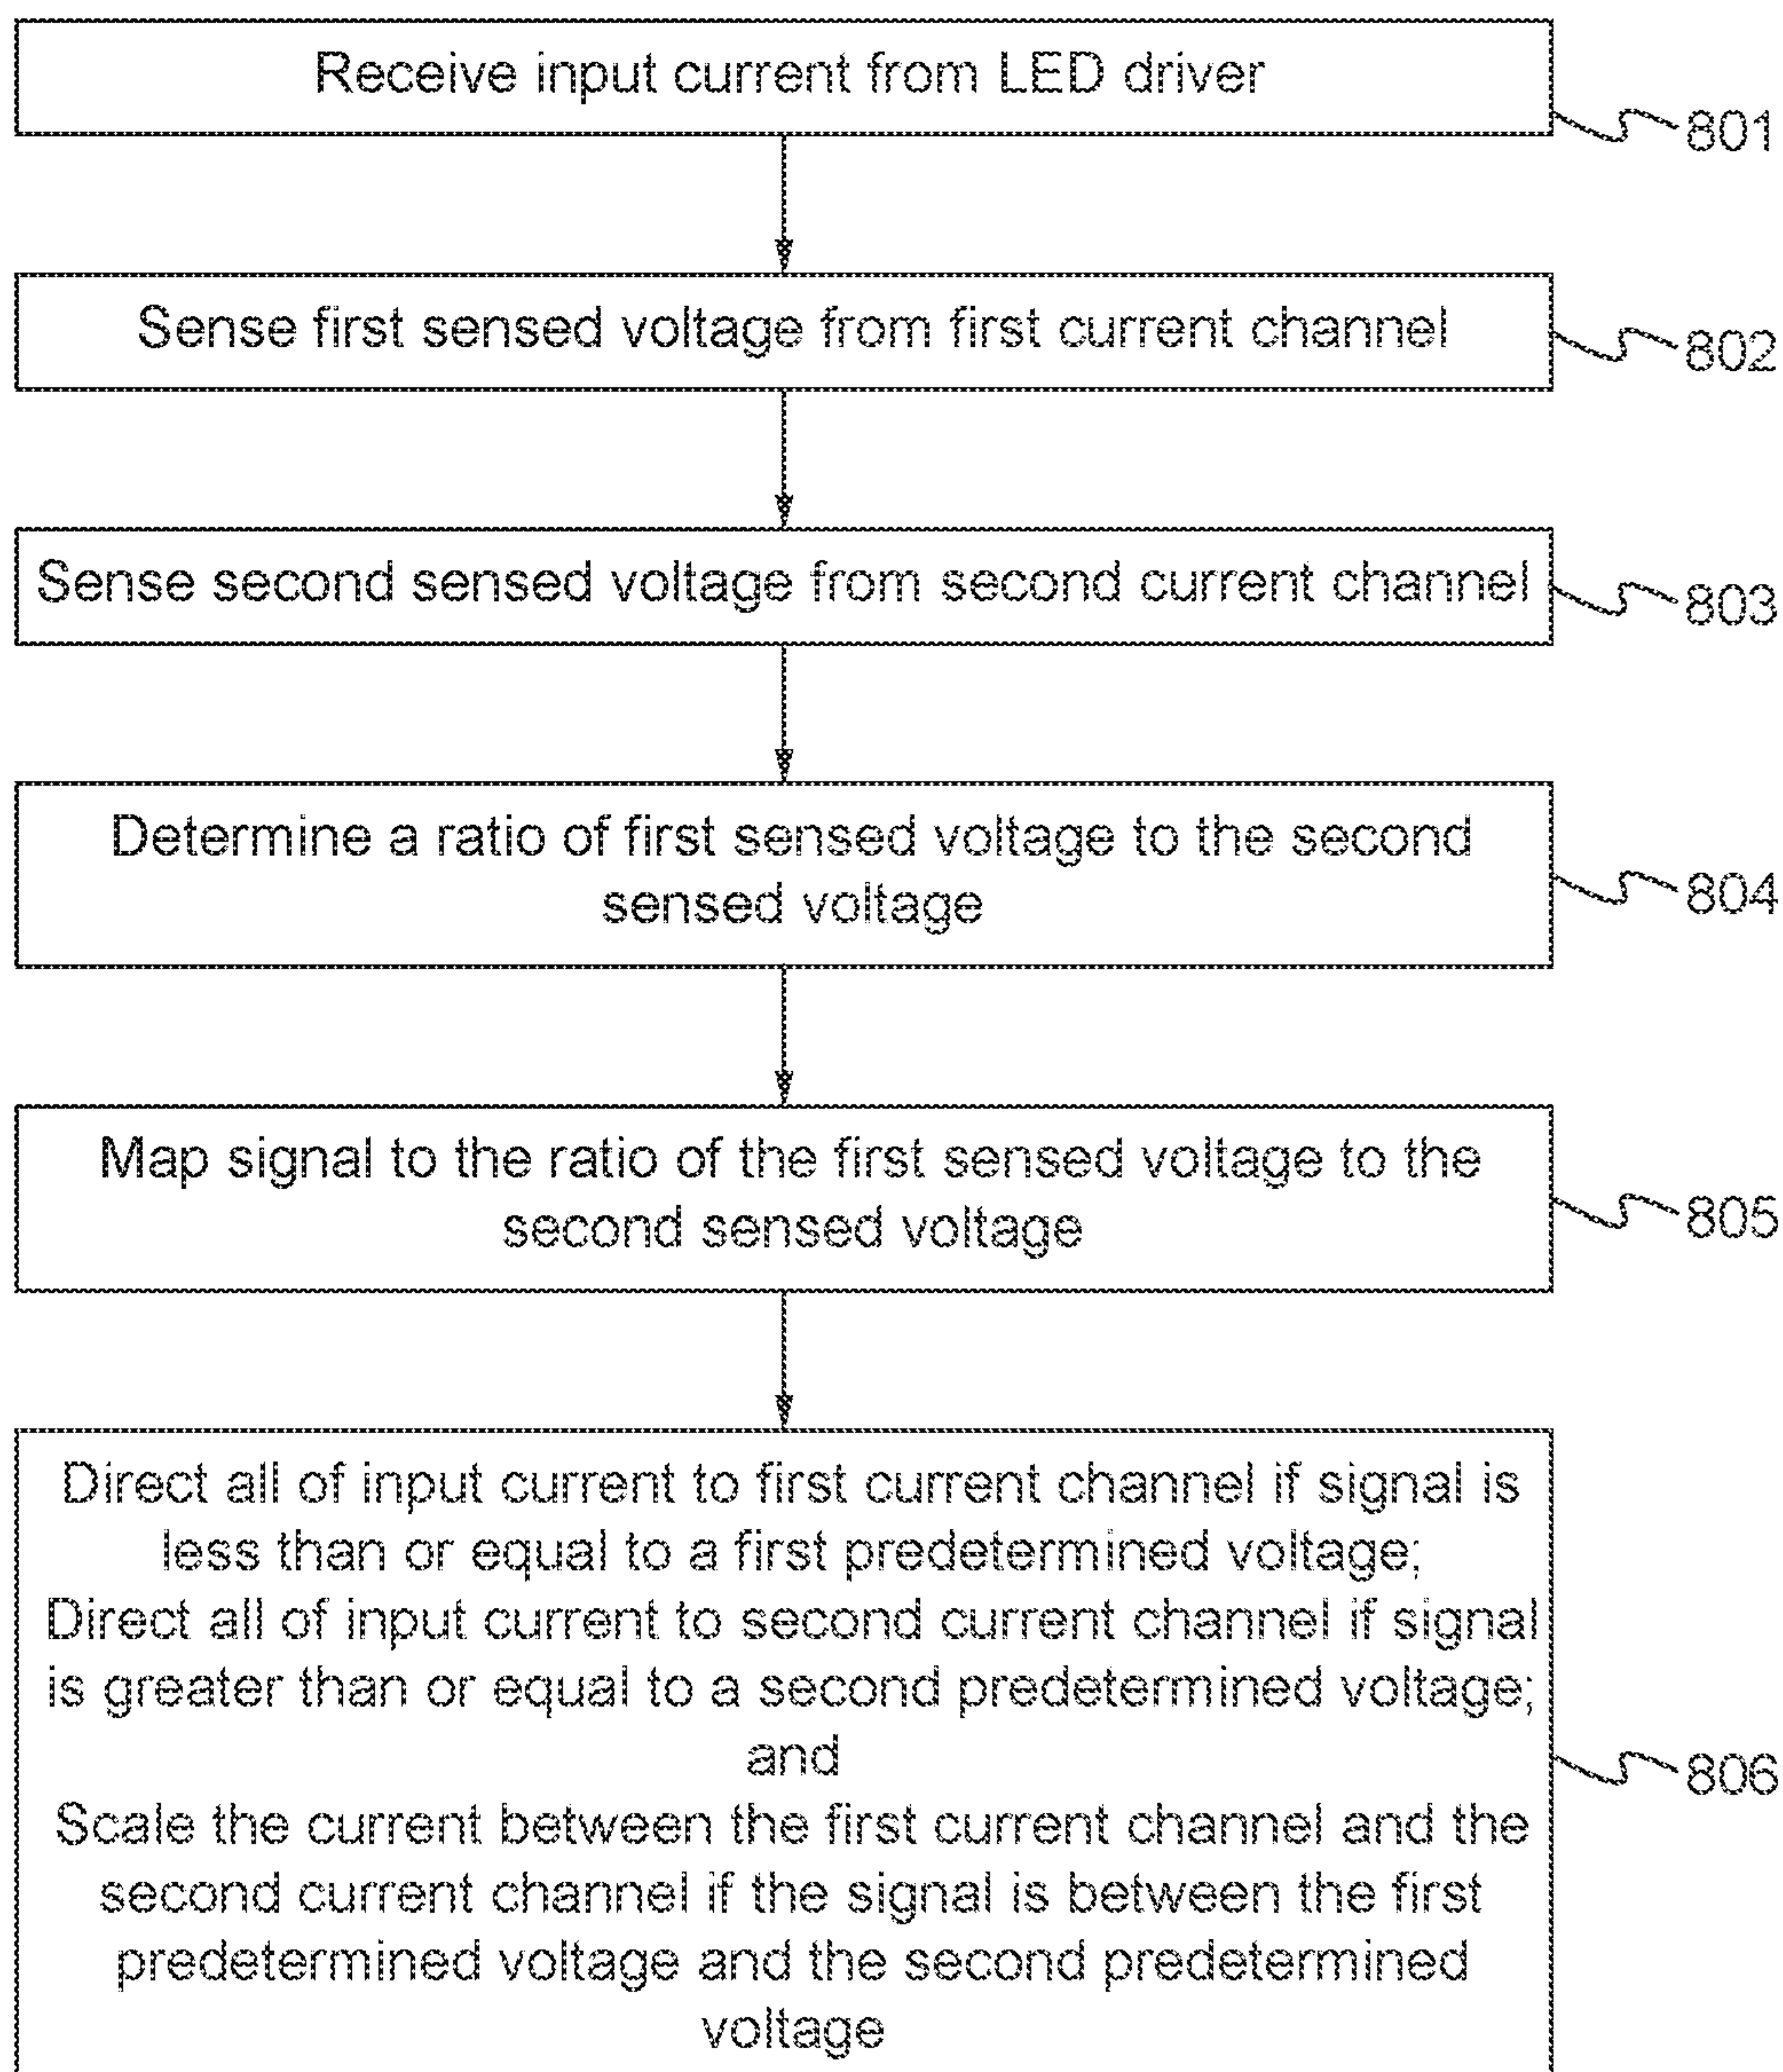 Receive input current from LED driver
801
Sense first sensed voltage from first current channel
802
Sense second sensed voltage from second current channel
803
Determine a ratio of first sensed voltage to the second
sensed voltage
804
Map signal to the ratio of the first sensed voltage to the
second sensed voltage
805
Direct all of input current to first current channel if signal is
less than or equal to a first predetermined voltage;
Direct all of input current to second current channel if signal
is greater than or equal to a second predetermined voltage;
and
Scale the current between the first current channel and the
second current channel if the signal is between the first
predetermined voltage and the second predetermined
voltage
806